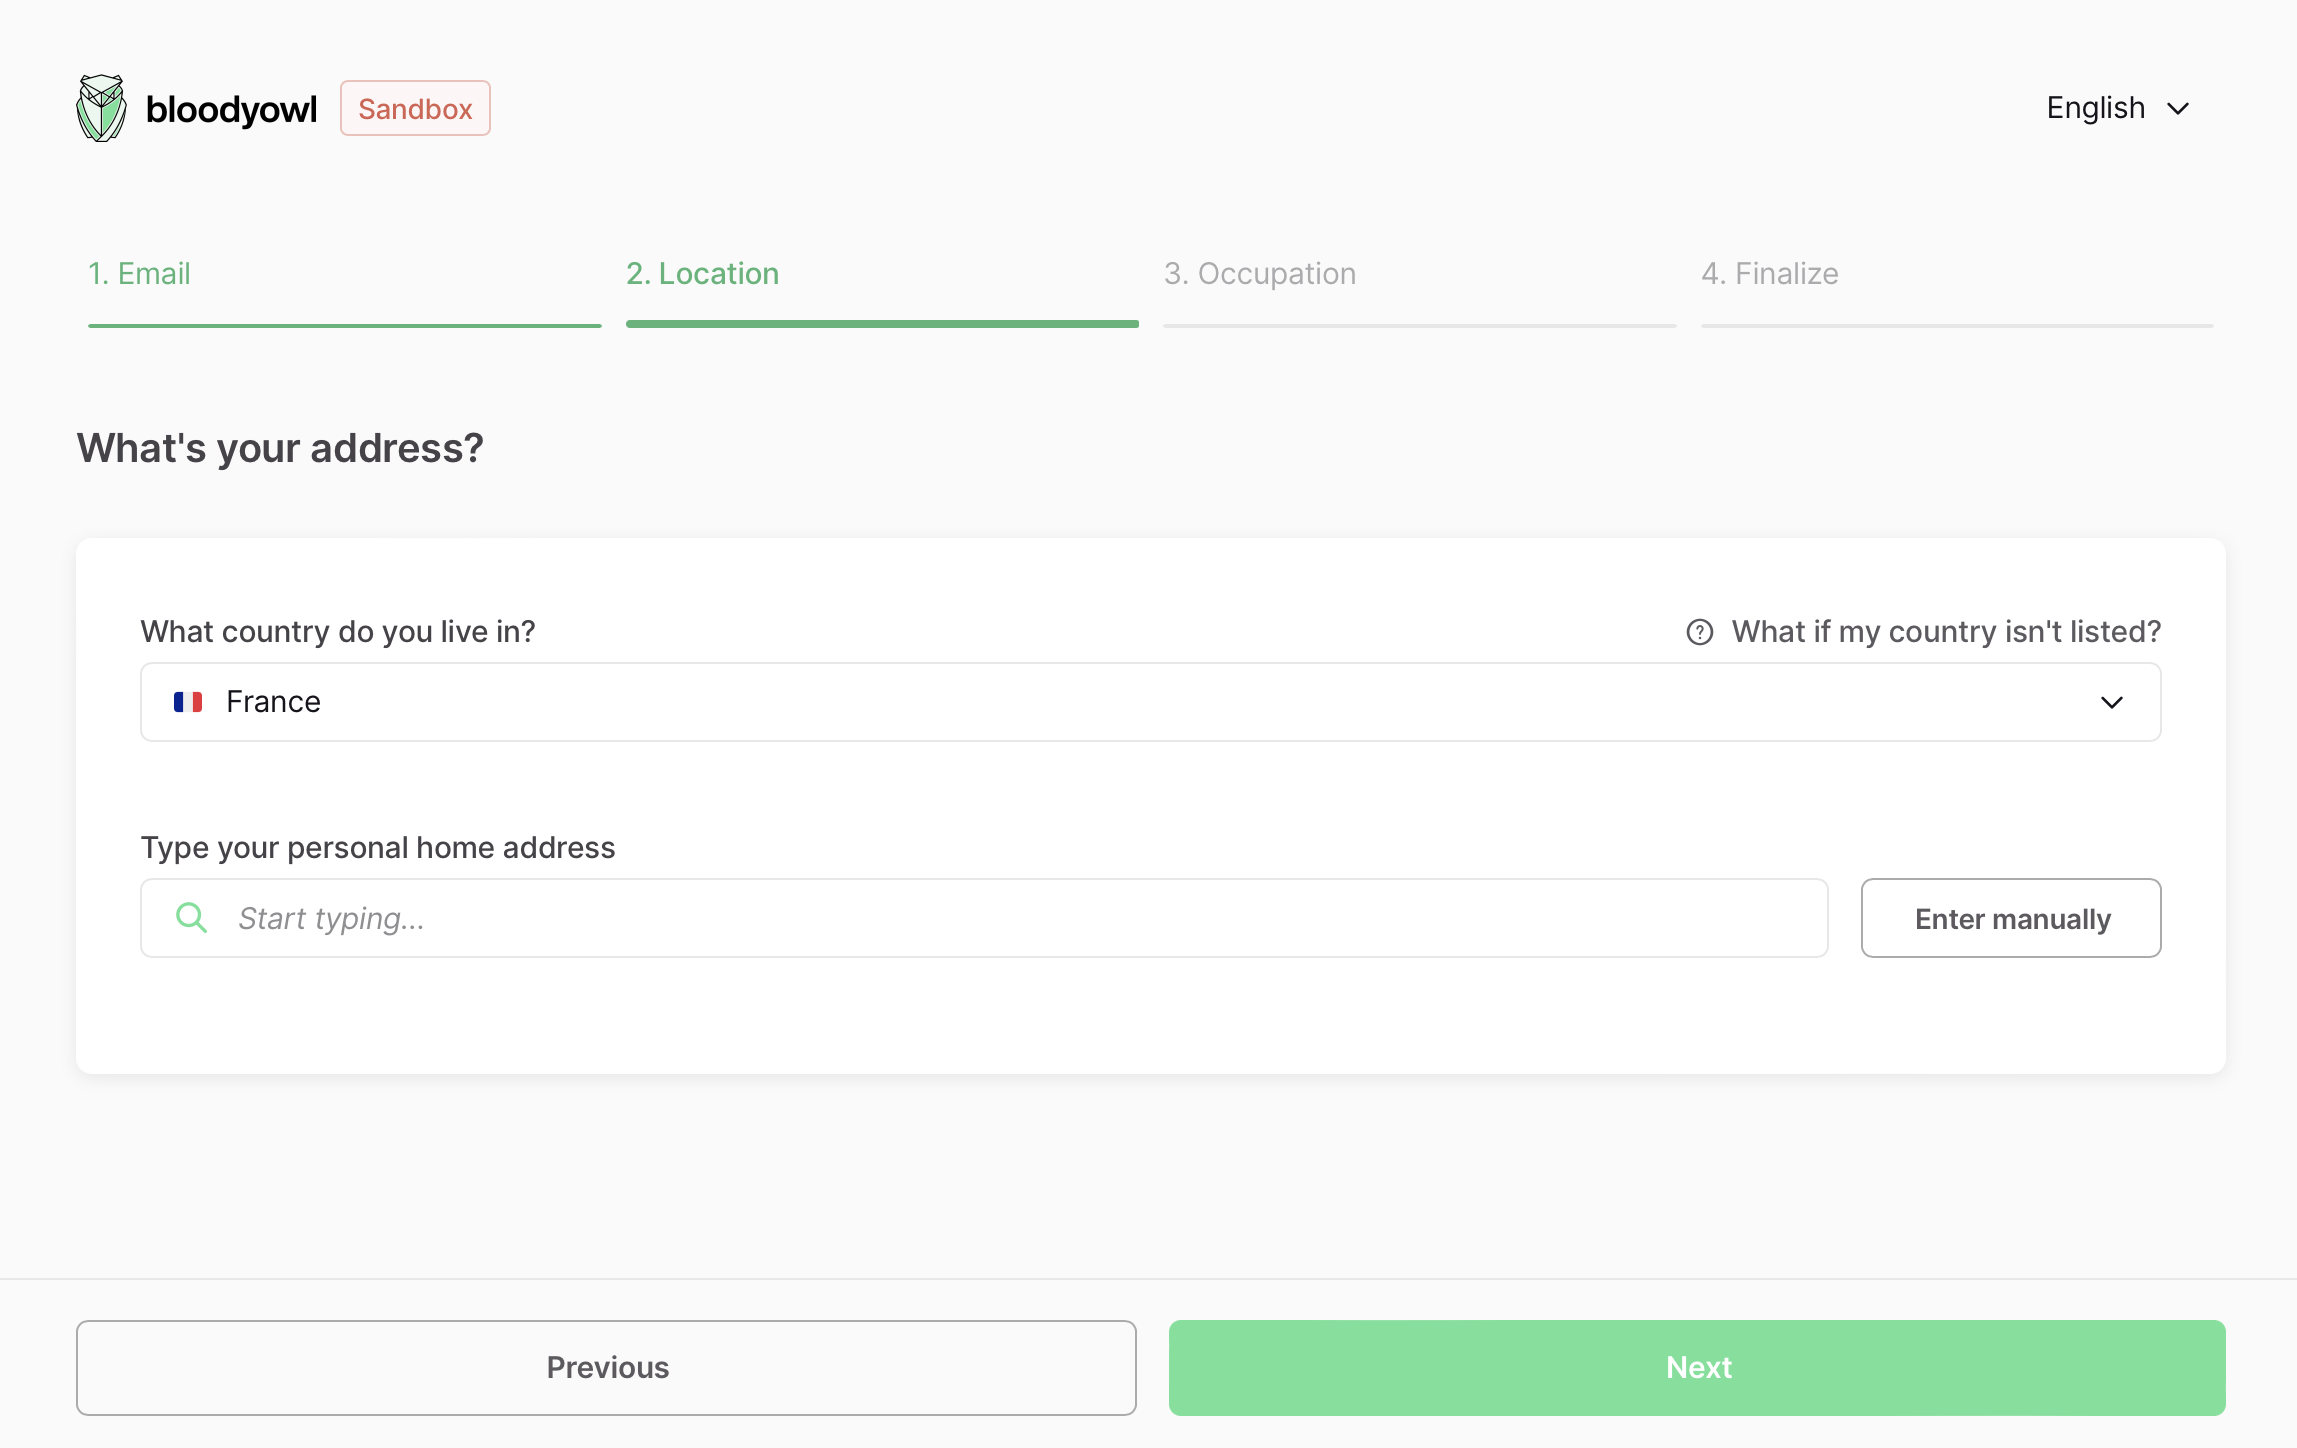 bloodyowl Sandbox English
1. Email 2. Location 3. Occupation 4. Finalize
What's your address?
What country do you live in? What if my country isn't listed?
France
Type your personal home address
Start typing... Enter manually
Previous Next